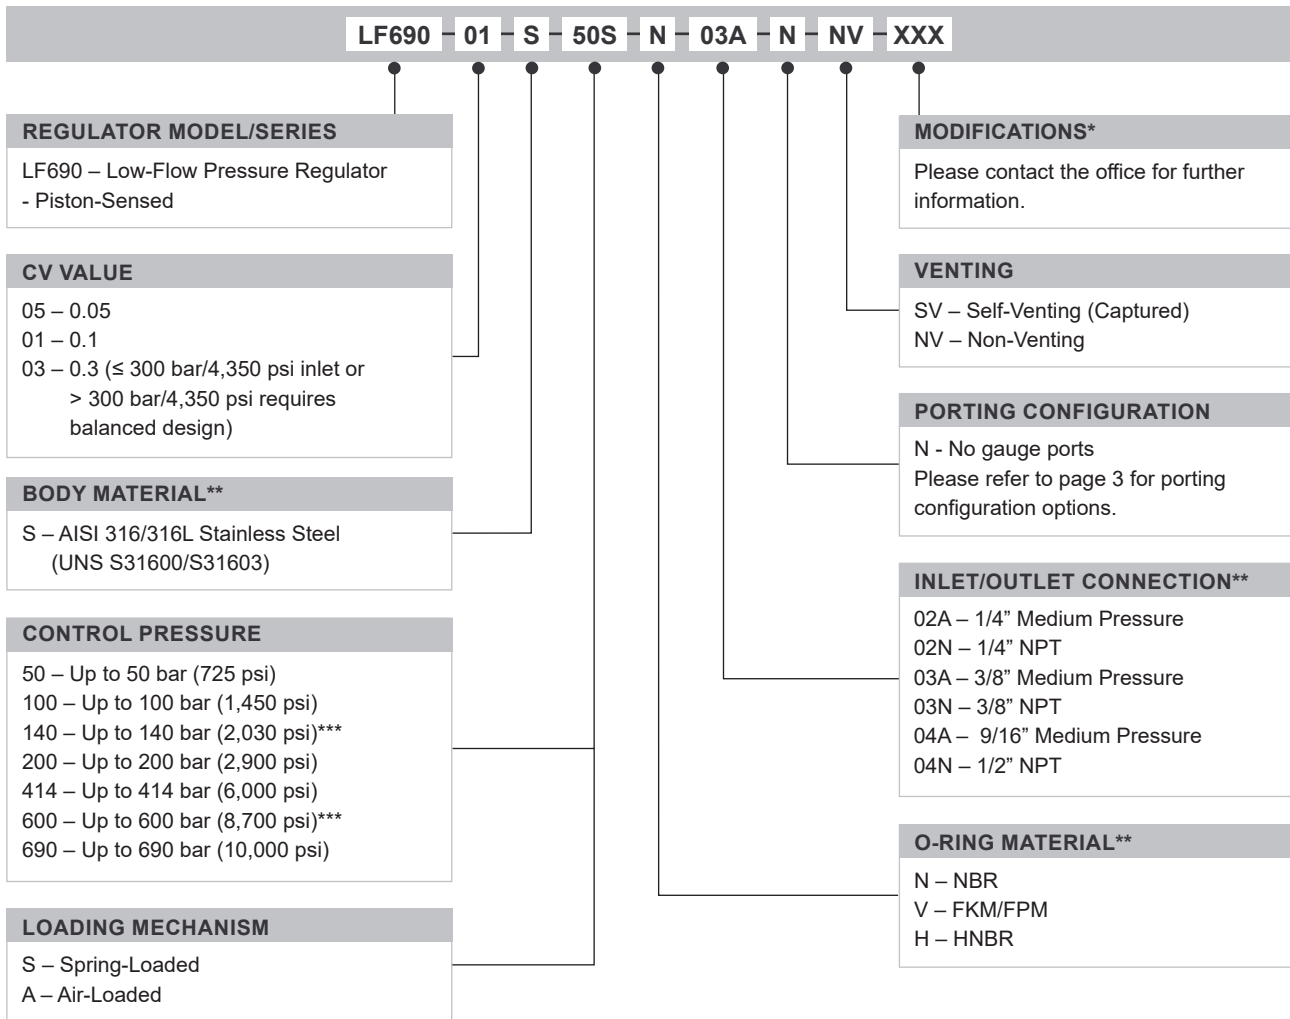 LF690 – 01 – S – 50S – N – 03A – N – NV – XXX
REGULATOR MODEL/SERIES
LF690 – Low-Flow Pressure Regulator
- Piston-Sensed
CV VALUE
05 – 0.05
01 – 0.1
03 – 0.3 (≤ 300 bar/4,350 psi inlet or
> 300 bar/4,350 psi requires
balanced design)
BODY MATERIAL**
S – AISI 316/316L Stainless Steel
(UNS S31600/S31603)
CONTROL PRESSURE
50 – Up to 50 bar (725 psi)
100 – Up to 100 bar (1,450 psi)
140 – Up to 140 bar (2,030 psi)***
200 – Up to 200 bar (2,900 psi)
414 – Up to 414 bar (6,000 psi)
600 – Up to 600 bar (8,700 psi)***
690 – Up to 690 bar (10,000 psi)
LOADING MECHANISM
S – Spring-Loaded
A – Air-Loaded
MODIFICATIONS*
Please contact the office for further
information.
VENTING
SV – Self-Venting (Captured)
NV – Non-Venting
PORTING CONFIGURATION
N - No gauge ports
Please refer to page 3 for porting
configuration options.
INLET/OUTLET CONNECTION**
02A – 1/4” Medium Pressure
02N – 1/4” NPT
03A – 3/8” Medium Pressure
03N – 3/8” NPT
04A –  9/16” Medium Pressure
04N – 1/2” NPT
O-RING MATERIAL**
N – NBR
V – FKM/FPM
H – HNBR